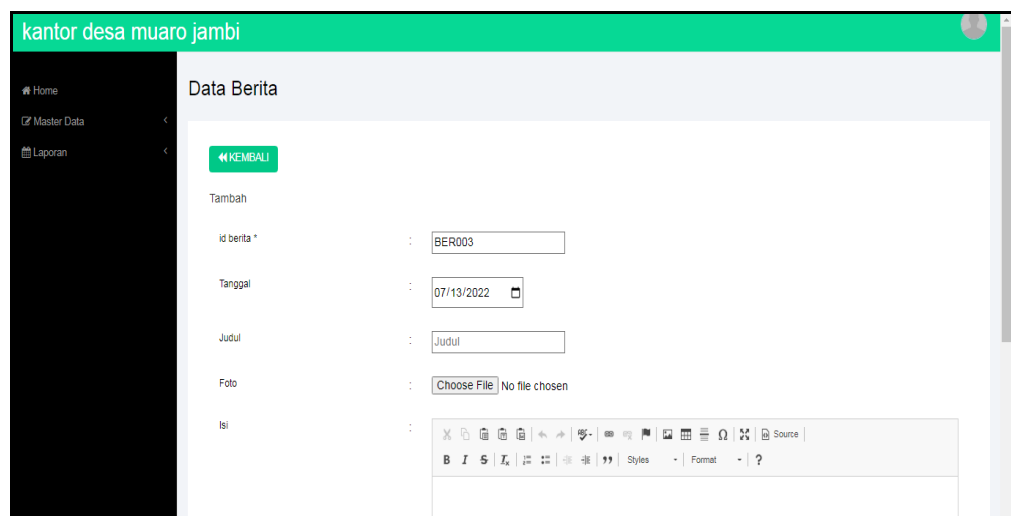 kantor desa muaro jambi
Home
Master Data
Laporan
Data Berita
KEMBALI
Tambah
id berita * : BER003
Tanggal : 07/13/2022
Judul : Judul
Foto : Choose File No file chosen
Isi :
Source
B I S Ix Styles Format ?